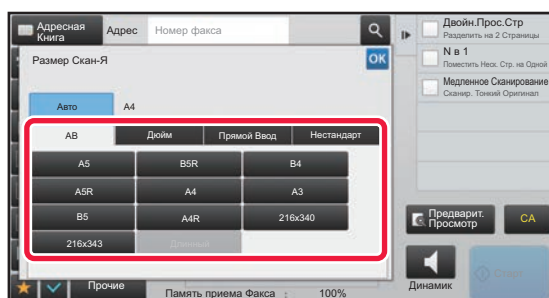 Адресная
Книга
Адрес
Номер факса
Размер Скан-Я
OK
Авто
A4
AB
Дюйм
Прямой Ввод
Нестандарт
A5
B5R
B4
A5R
A4
A3
B5
A4R
216x340
216x343
Длинный
Прочие
Память приема Факса : 100%
Двойн.Прос.Стр
Разделить на 2 Страницы
N в 1
Поместить Неск. Стр. на Одной
Медленное Сканирование
Сканир. Тонкий Оригинал
Предварит.
Просмотр
CA
Динамик
Старт